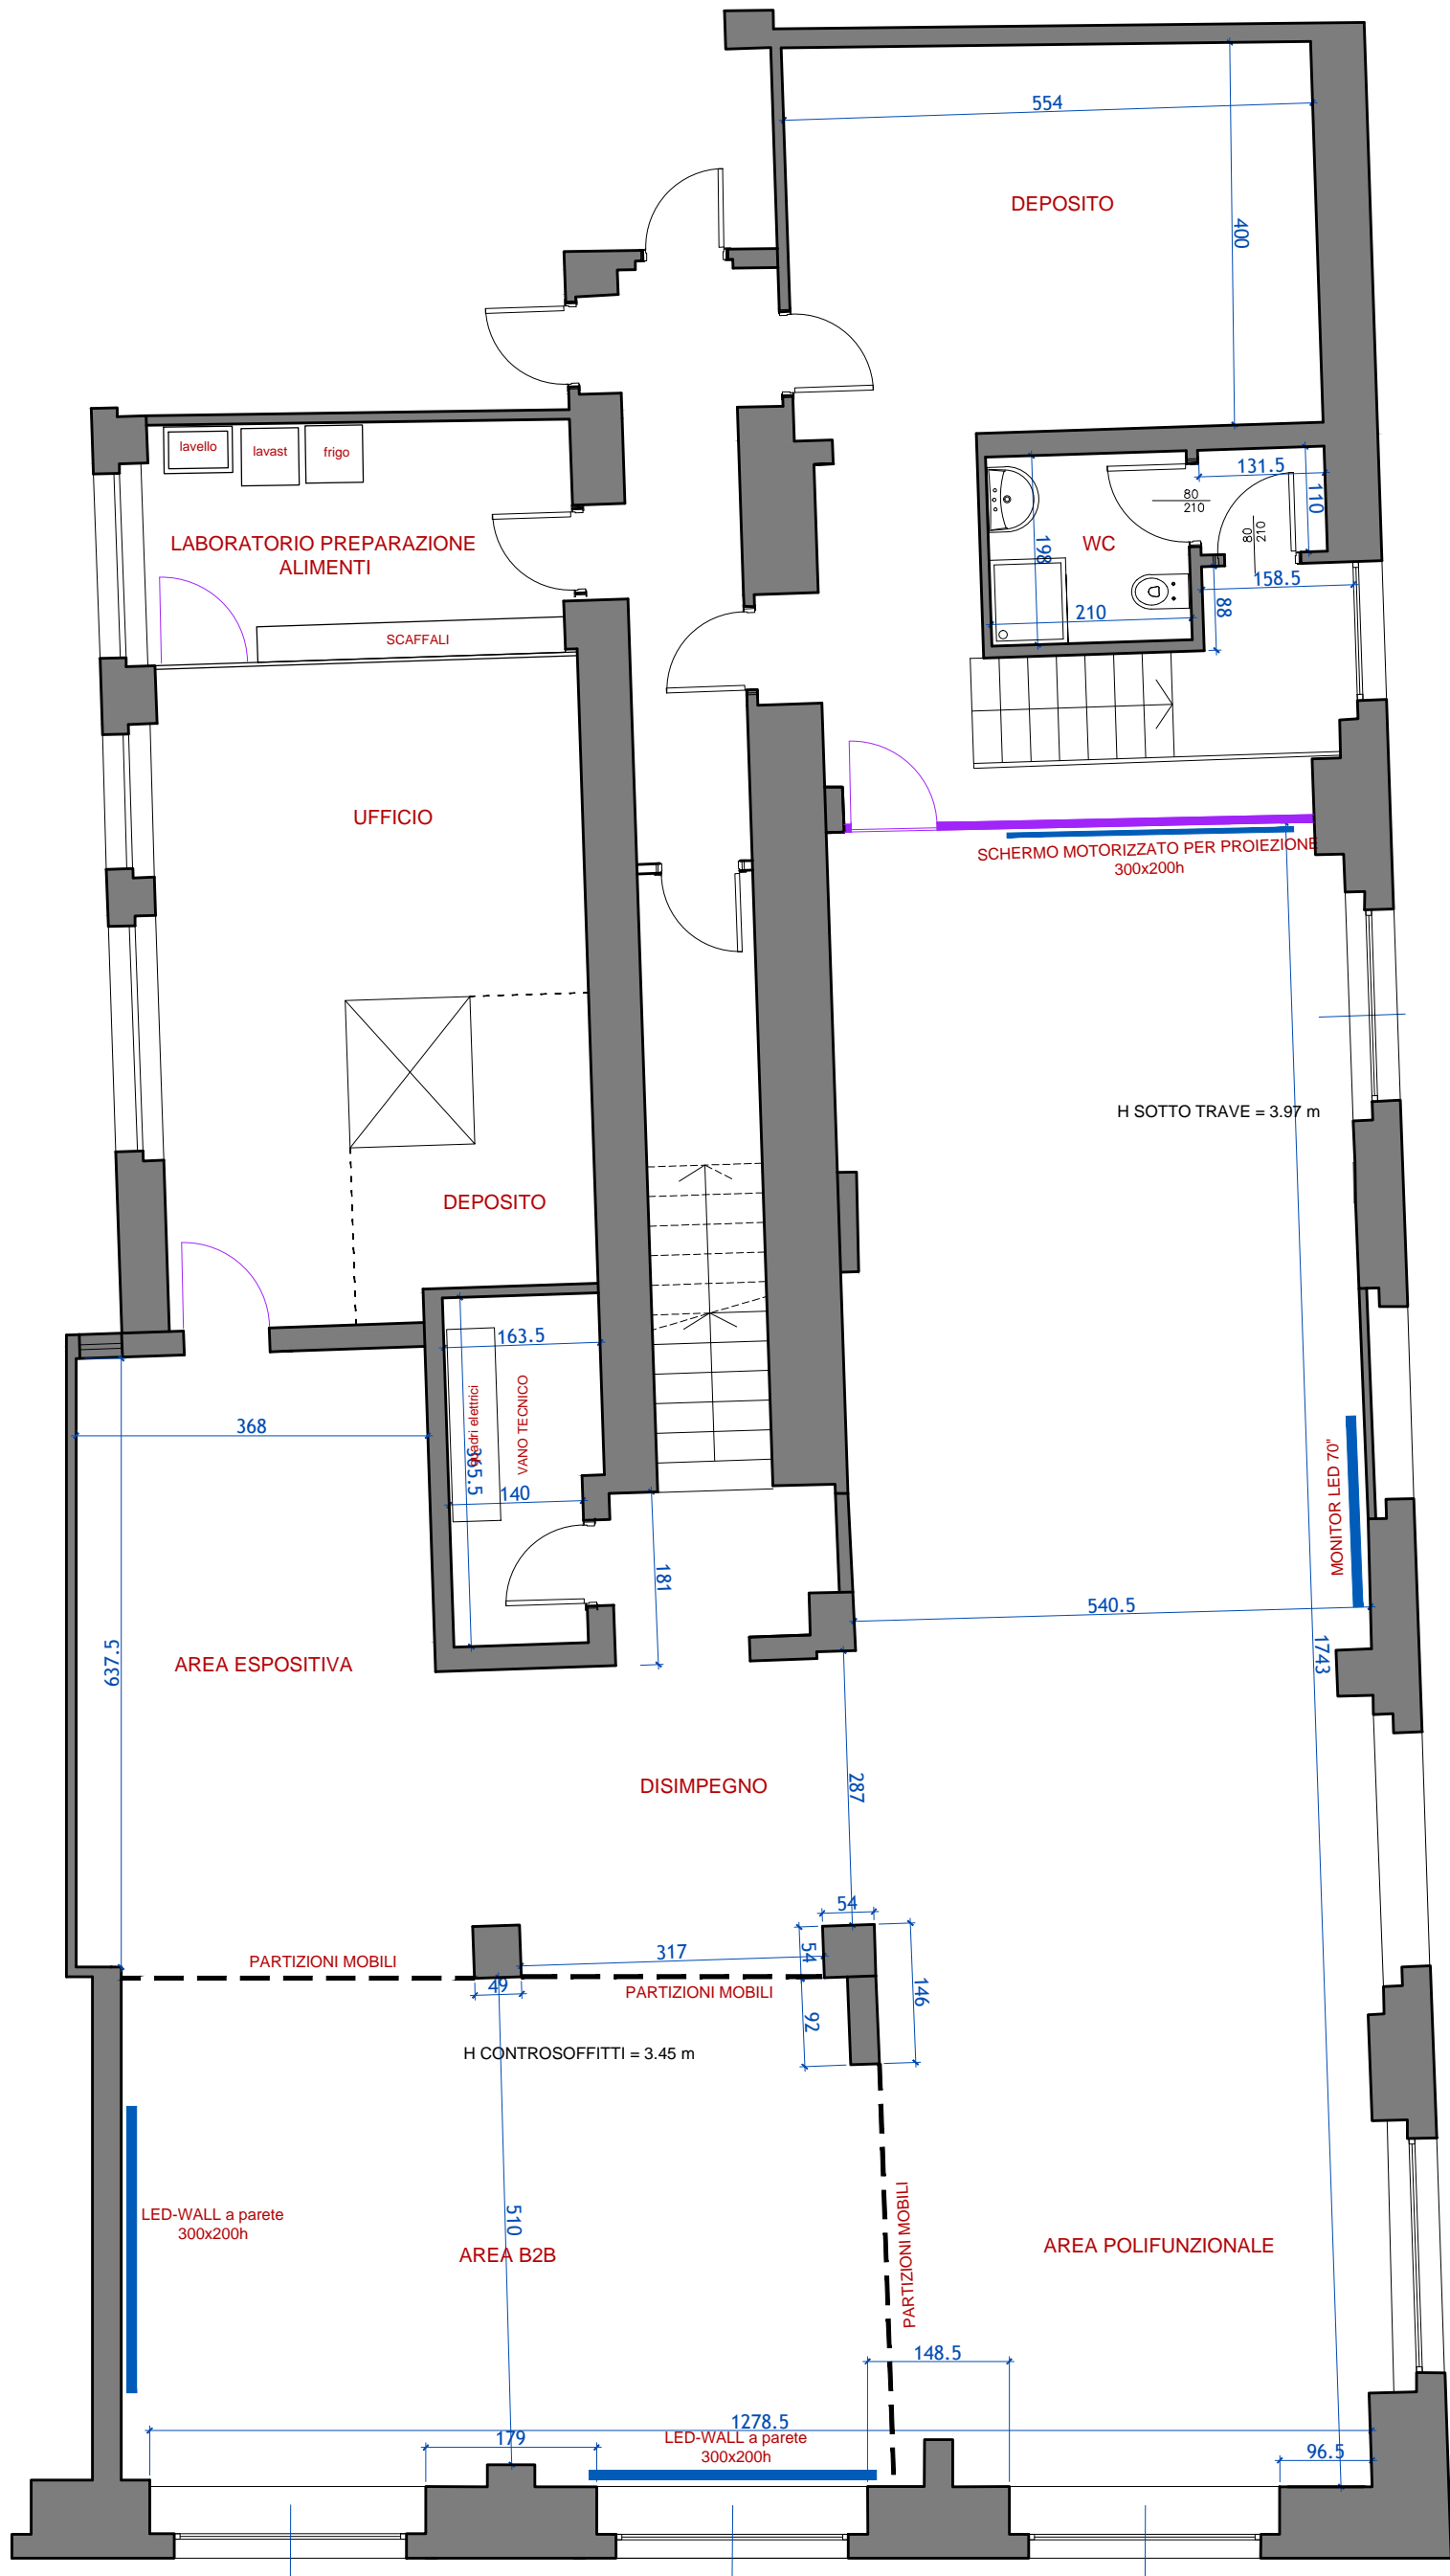 554
DEPOSITO
400
lavello
lavast
frigo
131.5
110
80
210
80
210
LABORATORIO PREPARAZIONE
ALIMENTI
WC
198
158.5
88
210
SCAFFALI
UFFICIO
SCHERMO MOTORIZZATO PER PROIEZIONE
300x200h
H SOTTO TRAVE = 3.97 m
DEPOSITO
163.5
368
VANO TECNICO
365.5
140
MONITOR LED 70"
181
540.5
637.5
AREA ESPOSITIVA
1743
DISIMPEGNO
287
54
54
317
PARTIZIONI MOBILI
49
PARTIZIONI MOBILI
146
92
H CONTROSOFFITTI = 3.45 m
LED-WALL a parete
300x200h
510
AREA B2B
PARTIZIONI MOBILI
AREA POLIFUNZIONALE
148.5
1278.5
179
LED-WALL a parete
300x200h
96.5
elettrici